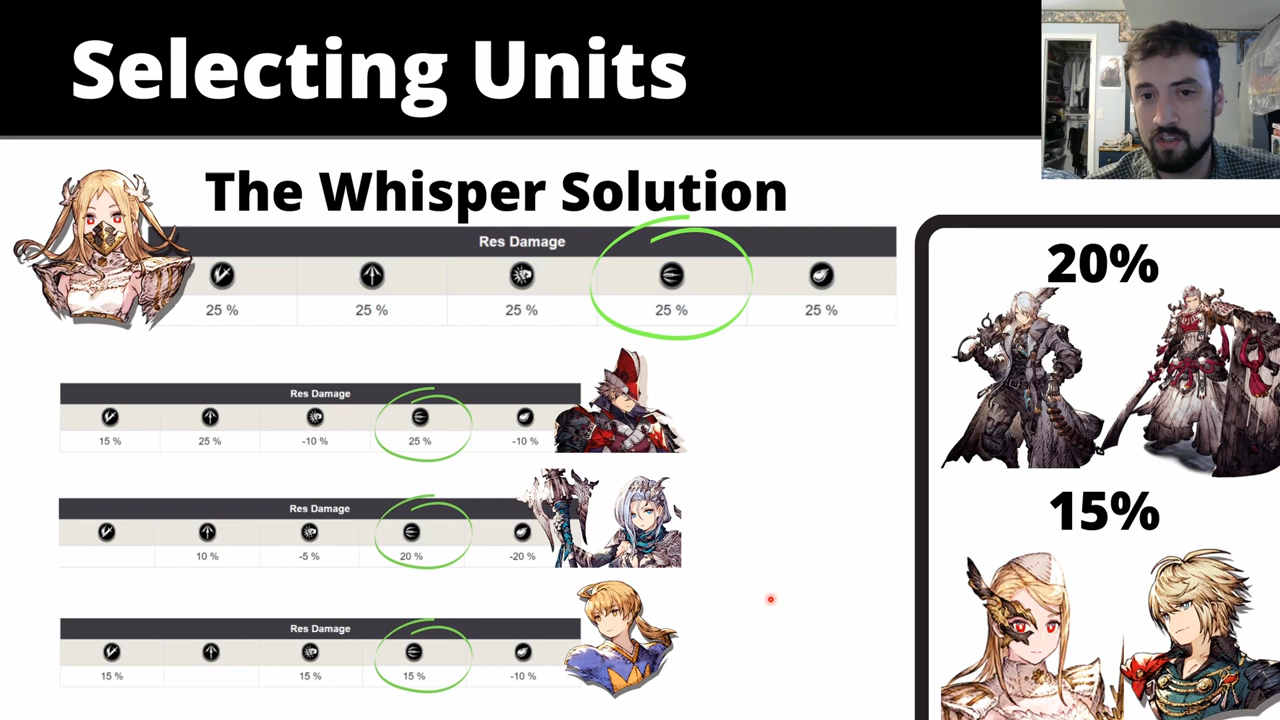 Selecting Units
The Whisper Solution
Res Damage
25 % 25 % 25 % 25 % 25 %
Res Damage
15 % 25 % -10 % 25 % -10 %
Res Damage
10 % -5 % 20 % -20 %
Res Damage
15 % 15 % 15 % -10 %
20%
15%